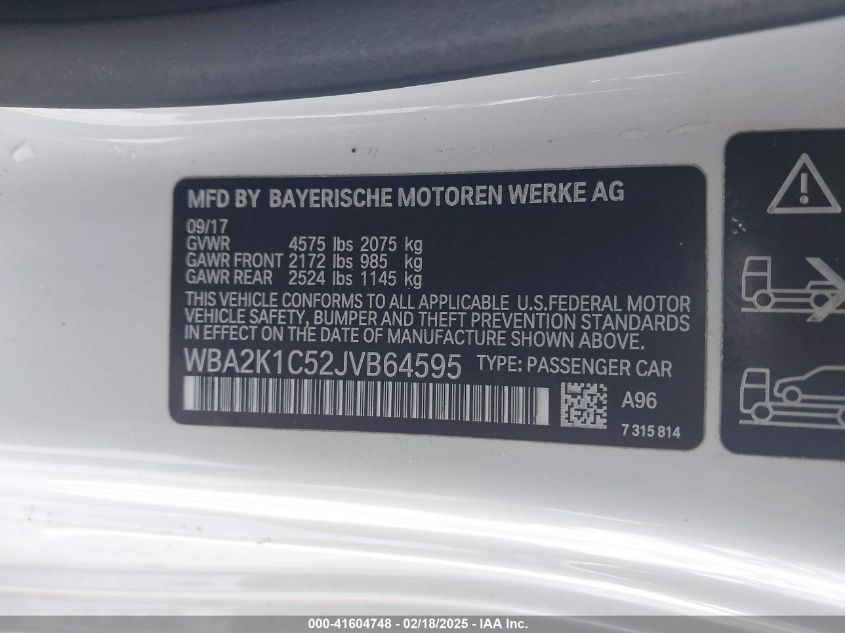 MFD BY BAYERISCHE MOTOREN WERKE AG
09/17
GVWR 4575 lbs 2075 kg
GAWR FRONT 2172 lbs 985 kg
GAWR REAR 2524 lbs 1145 kg
THIS VEHICLE CONFORMS TO ALL APPLICABLE U.S.FEDERAL MOTOR
VEHICLE SAFETY, BUMPER AND THEFT PREVENTION STANDARDS
IN EFFECT ON THE DATE OF MANUFACTURE SHOWN ABOVE.
WBA2K1C52JVB64595 TYPE: PASSENGER CAR
A96
7 315 814
000-41604748 - 02/18/2025 - IAA Inc.